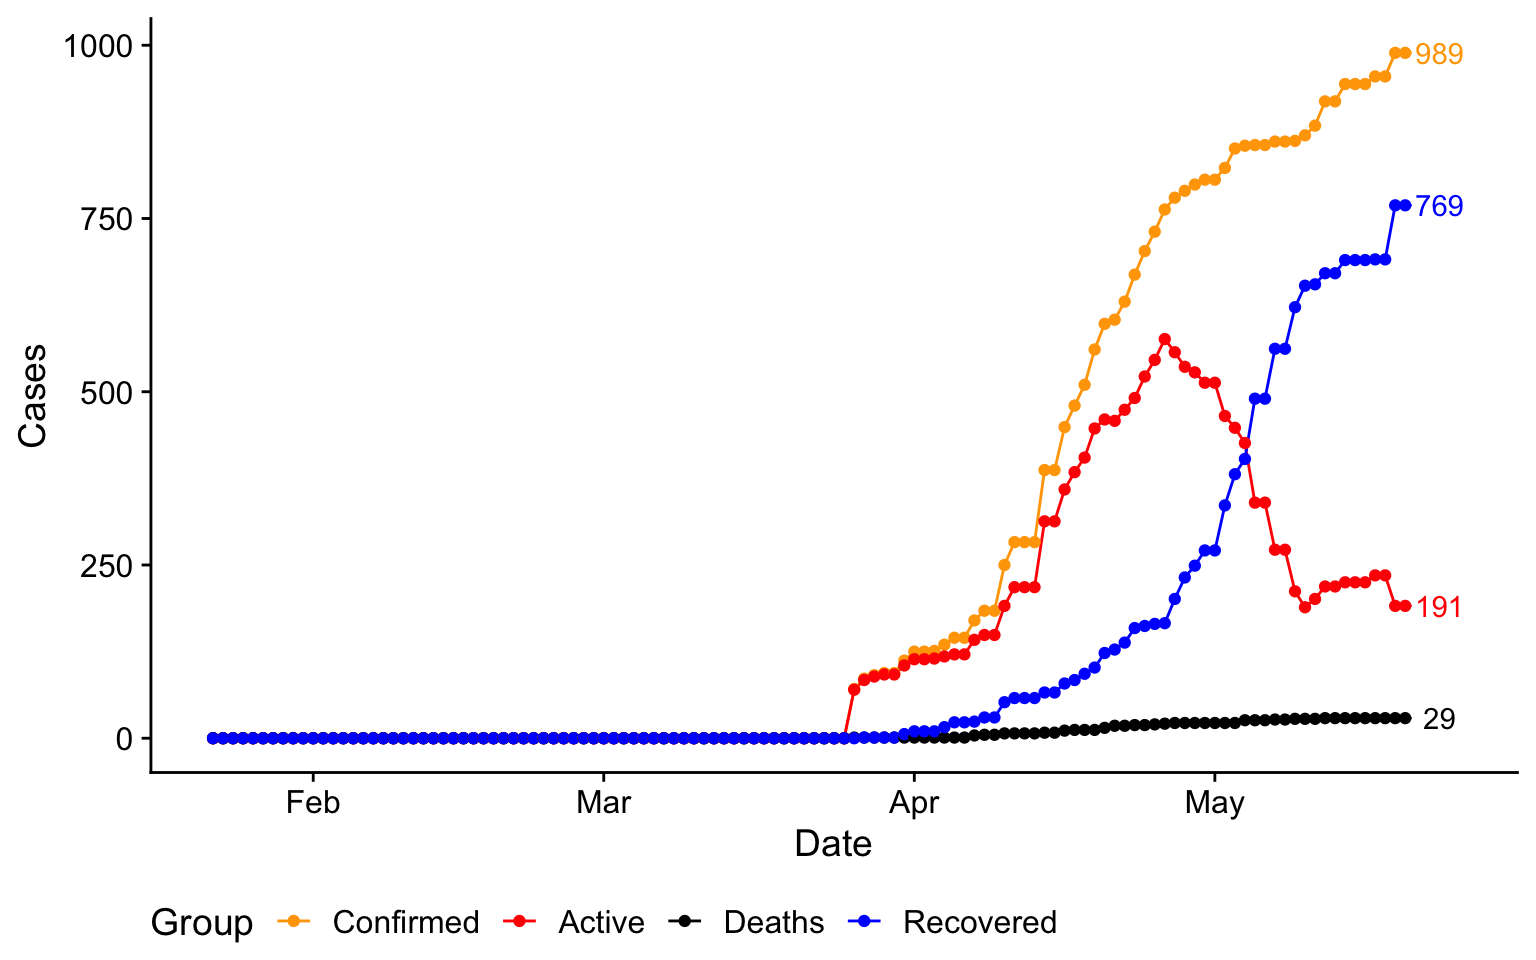 1000
750
500
250
0
Cases
989
769
191
29
Feb Mar Apr May
Date
Group Confirmed Active Deaths Recovered